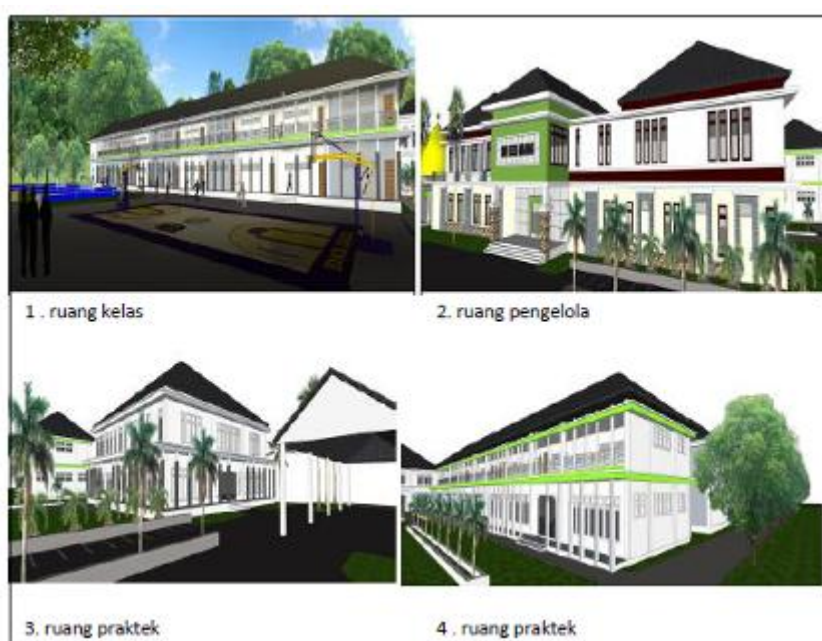 1 . ruang kelas
2. ruang pengelola
3. ruang praktek
4 . ruang praktek